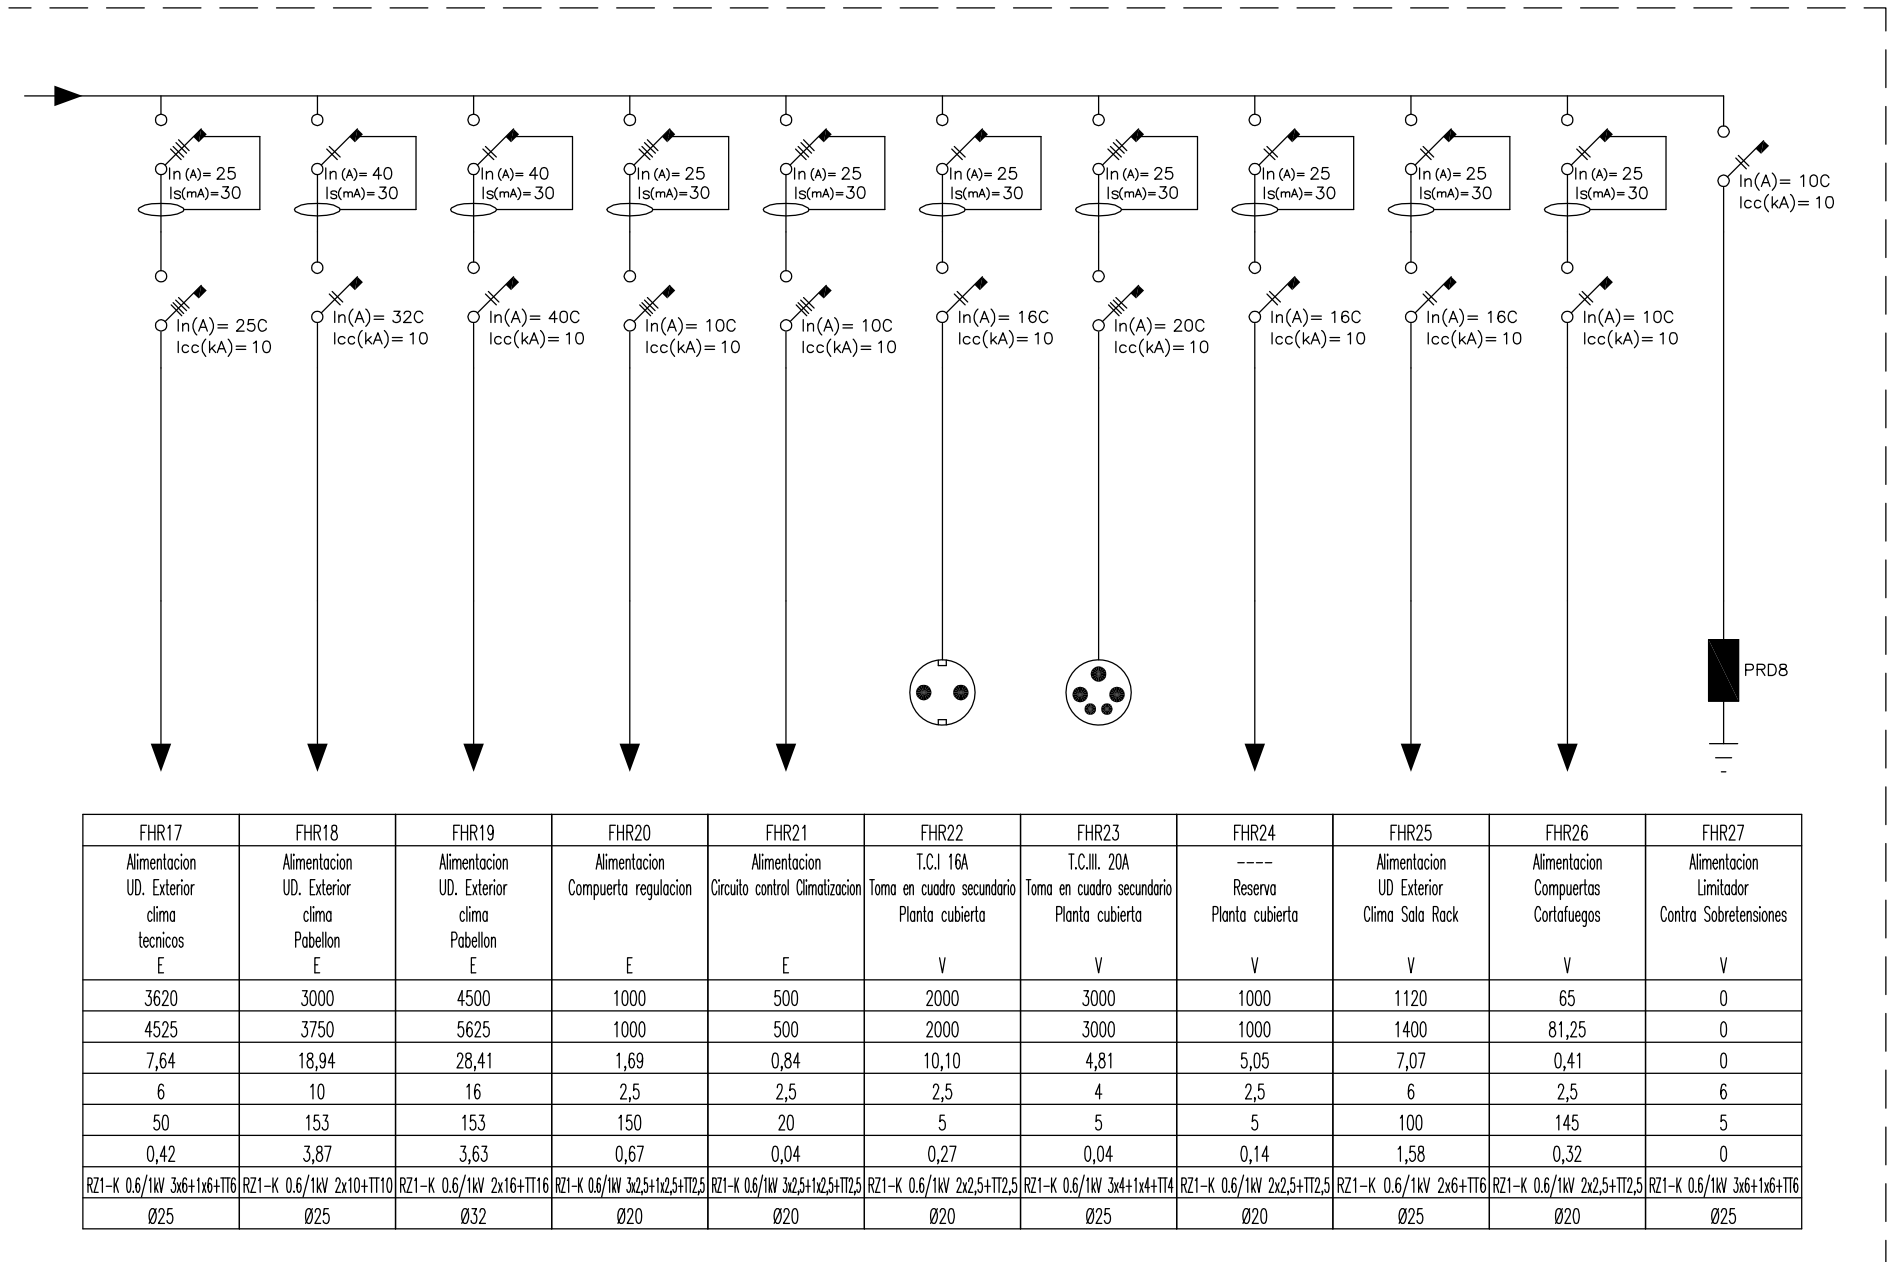 In (A)= 25
Is(mA)=30
In (A)= 40
Is(mA)=30
In (A)= 40
Is(mA)=30
In (A)= 25
Is(mA)=30
In (A)= 25
Is(mA)=30
In (A)= 25
Is(mA)=30
In (A)= 25
Is(mA)=30
In (A)= 25
Is(mA)=30
In (A)= 25
Is(mA)=30
In (A)= 25
Is(mA)=30
In(A)= 10C
Icc(kA)= 10
In(A)= 25C
Icc(kA)= 10
In(A)= 32C
Icc(kA)= 10
In(A)= 40C
Icc(kA)= 10
In(A)= 10C
Icc(kA)= 10
In(A)= 10C
Icc(kA)= 10
In(A)= 16C
Icc(kA)= 10
In(A)= 20C
Icc(kA)= 10
In(A)= 16C
Icc(kA)= 10
In(A)= 16C
Icc(kA)= 10
In(A)= 10C
Icc(kA)= 10
PRD8
FHR17 FHR18 FHR19 FHR20 FHR21 FHR22 FHR23 FHR24 FHR25 FHR26 FHR27
Alimentacion Alimentacion Alimentacion Alimentacion Alimentacion T.C.I 16A T.C.III. 20A ---- Alimentacion Alimentacion Alimentacion
UD. Exterior UD. Exterior UD. Exterior Compuerta regulacion Circuito control Climatizacion Toma en cuadro secundario Toma en cuadro secundario Reserva UD Exterior Compuertas Limitador
clima clima clima Planta cubierta Planta cubierta Planta cubierta Clima Sala Rack Cortafuegos Contra Sobretensiones
tecnicos Pabellon Pabellon
E E E E E V V V V V V
3620 3000 4500 1000 500 2000 3000 1000 1120 65 0
4525 3750 5625 1000 500 2000 3000 1000 1400 81,25 0
7,64 18,94 28,41 1,69 0,84 10,10 4,81 5,05 7,07 0,41 0
6 10 16 2,5 2,5 2,5 4 2,5 6 2,5 6
50 153 153 150 20 5 5 5 100 145 5
0,42 3,87 3,63 0,67 0,04 0,27 0,04 0,14 1,58 0,32 0
RZ1-K 0.6/1kV 3x6+1x6+TT6 RZ1-K 0.6/1kV 2x10+TT10 RZ1-K 0.6/1kV 2x16+TT16 RZ1-K 0.6/1kV 3x2,5+1x2,5+TT2,5 RZ1-K 0.6/1kV 3x2,5+1x2,5+TT2,5 RZ1-K 0.6/1kV 2x2,5+TT2,5 RZ1-K 0.6/1kV 3x4+1x4+TT4 RZ1-K 0.6/1kV 2x2,5+TT2,5 RZ1-K 0.6/1kV 2x6+TT6 RZ1-K 0.6/1kV 2x2,5+TT2,5 RZ1-K 0.6/1kV 3x6+1x6+TT6
Ø25 Ø25 Ø32 Ø20 Ø20 Ø20 Ø25 Ø20 Ø25 Ø20 Ø25